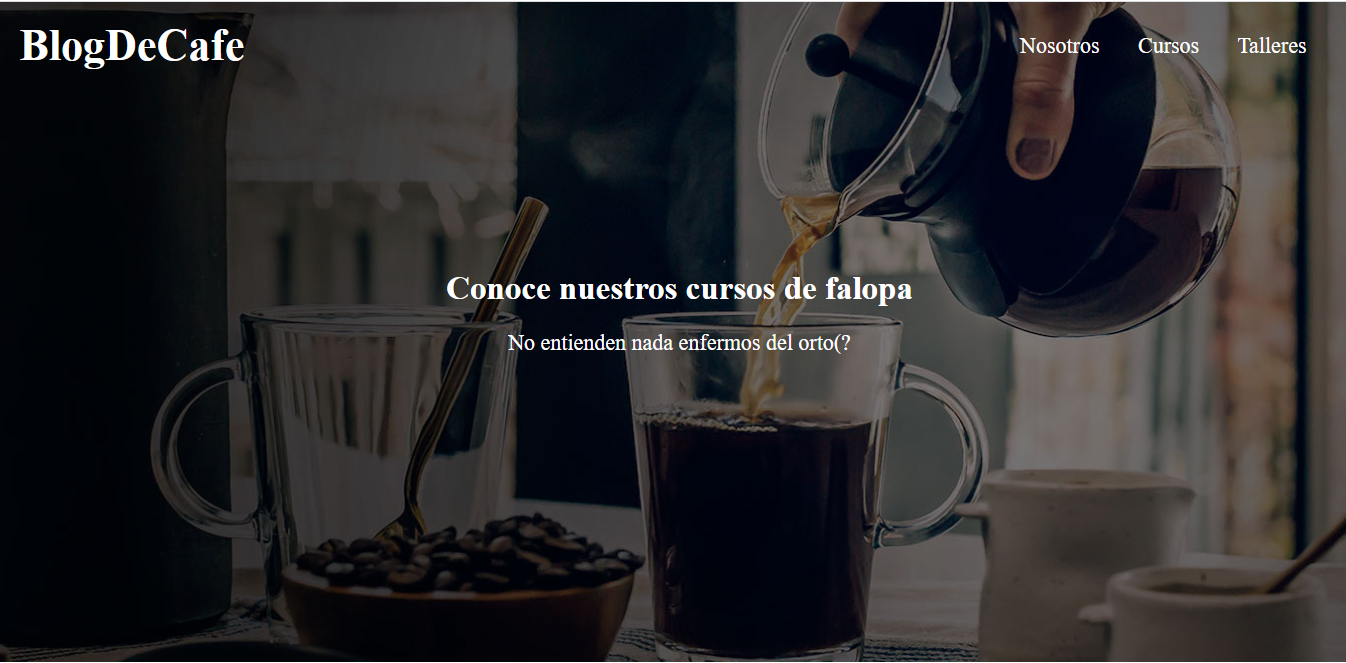 BlogDeCafe
Nosotros Cursos Talleres
Conoce nuestros cursos de falopa
No entienden nada enfermos del orto(?